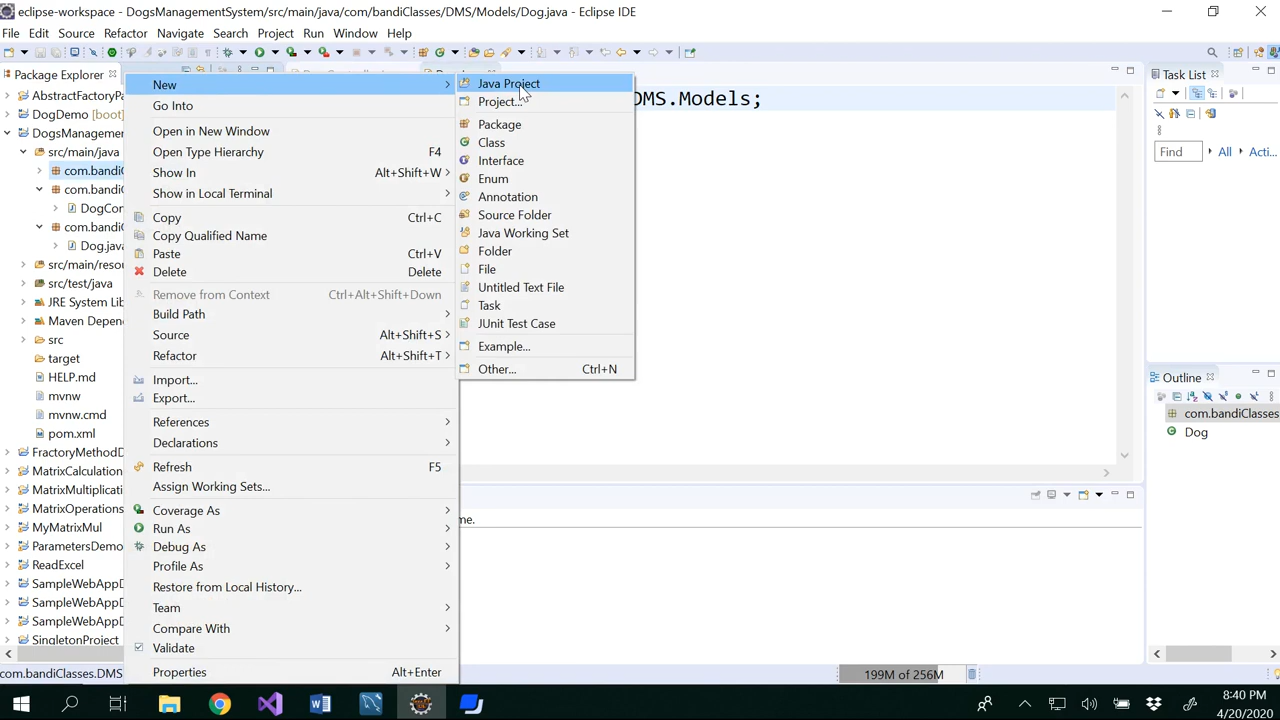 eclipse-workspace - DogsManagementSystem/src/main/java/com/bandiClasses/DMS/Models/Dog.java - Eclipse IDE
File Edit Source Refactor Navigate Search Project Run Window Help
Package Explorer
Task List
New
Java Project
AbstractFactoryPa
Go Into
Project...
DMS.Models;
DogDemo [boot]
Package
DogsManagemen
Open in New Window
Class
src/main/java
Open Type Hierarchy F4
Interface
Find All Acti...
com.bandiC
Show In Alt+Shift+W
Enum
com.bandiC
Show in Local Terminal
Annotation
DogCon
Copy Ctrl+C
Source Folder
com.bandiC
Copy Qualified Name
Java Working Set
Dog.java
Paste Ctrl+V
Folder
src/main/resou
Delete Delete
File
src/test/java
Remove from Context Ctrl+Alt+Shift+Down
Untitled Text File
JRE System Lib
Build Path
Task
Maven Depend
Source Alt+Shift+S
JUnit Test Case
src
Refactor Alt+Shift+T
Example...
target
Import...
Other... Ctrl+N
Outline
HELP.md
Export...
mvnw
References
com.bandiClasses
mvnw.cmd
Declarations
Dog
pom.xml
Refresh F5
FactoryMethodD
Assign Working Sets...
MatrixCalculation
Coverage As
MatrixMultiplicati
Run As
me.
MatrixOperations
Debug As
MyMatrixMul
Profile As
ParametersDemo
Restore from Local History...
ReadExcel
Team
SampleWebAppD
Compare With
SampleWebAppD
Validate
SampleWebAppD
Properties Alt+Enter
SingletonProject
com.bandiClasses.DMS
199M of 256M
8:40 PM
4/20/2020